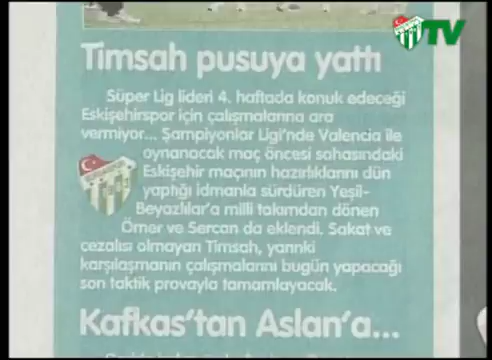 TV
Timsah pusuya yattı
Süper Lig lideri 4. haftada konuk edeceği
Eskişehirspor için çalışmalarına ara
vermiyor... Şampiyonlar Ligi'nde Valencia ile
oynanacak maç öncesi sahasındaki
Eskişehir maçının hazırlıklarını dün
yaptığı idmanla sürdüren Yeşil-
Beyazlılar'a milli takımdan dönen
Ömer ve Sercan da eklendi. Sakat ve
cezalısı olmayan Timsah, yarınki
karşılaşmanın çalışmalarını bugün yapacağı
son taktik provayla tamamlayacak.
Kafkas'tan Aslan'a...